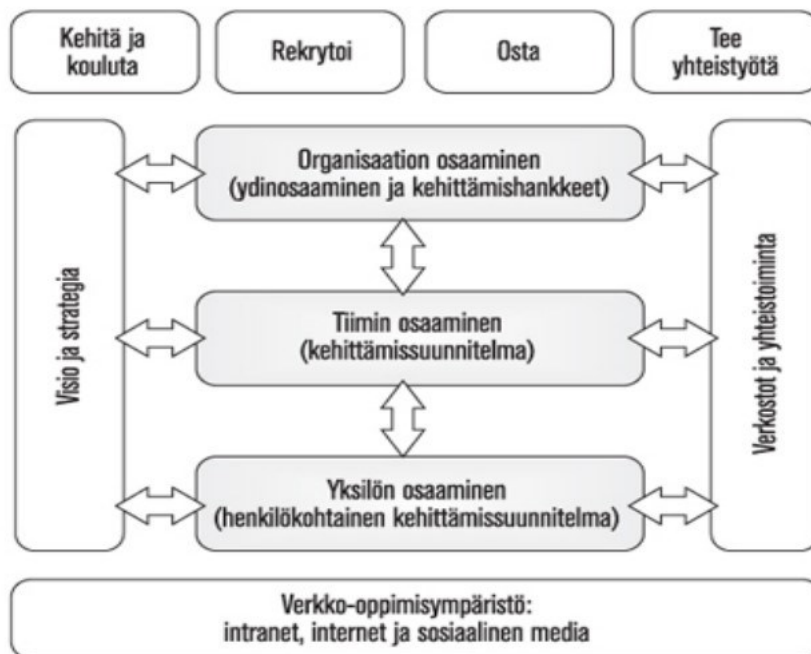 Kehitä ja
kouluta
Rekrytoi
Osta
Tee
yhteistyötä
Visio ja strategia
Organisaation osaaminen
(ydinosaaminen ja kehittämishankkeet)
Tiimin osaaminen
(kehittämissuunnitelma)
Yksilön osaaminen
(henkilökohtainen kehittämissuunnitelma)
Verkostot ja yhteistoiminta
Verkko-oppimisympäristö:
intranet, internet ja sosiaalinen media